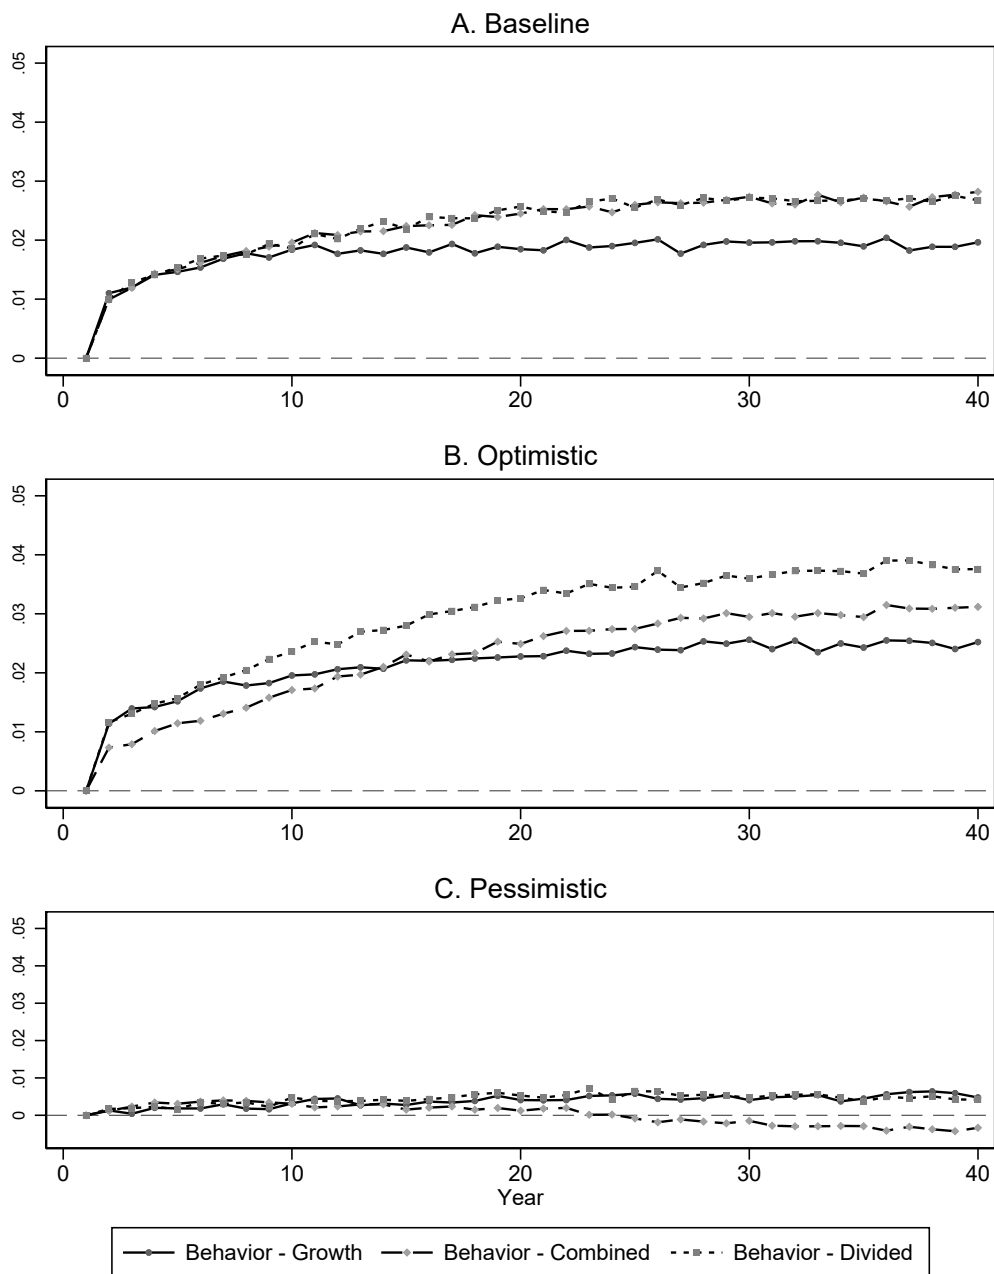 A. Baseline
.05
.04
.03
.02
.01
0
0 10 20 30 40
B. Optimistic
.05
.04
.03
.02
.01
0
0 10 20 30 40
C. Pessimistic
.05
.04
.03
.02
.01
0
0 10 20 30 40
Year
Behavior - Growth Behavior - Combined Behavior - Divided